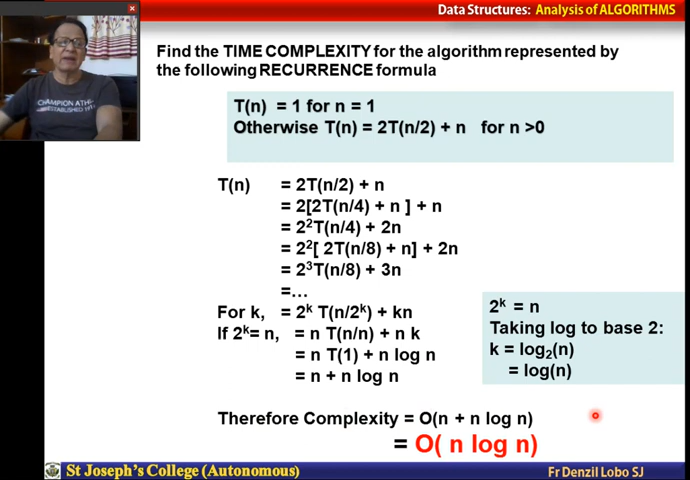 Data Structures: Analysis of ALGORITHMS
Find the TIME COMPLEXITY for the algorithm represented by
the following RECURRENCE formula
T(n) = 1 for n = 1
Otherwise T(n) = 2T(n/2) + n for n >0
T(n) = 2T(n/2) + n
= 2[2T(n/4) + n ] + n
= 2²T(n/4) + 2n
= 2²[ 2T(n/8) + n] + 2n
= 2³T(n/8) + 3n
=…
For k, = 2ᵏ T(n/2ᵏ) + kn
If 2ᵏ= n, = n T(n/n) + n k
= n T(1) + n log n
= n + n log n
2ᵏ = n
Taking log to base 2:
k = log₂(n)
= log(n)
Therefore Complexity = O(n + n log n)
= O( n log n)
CHAMPION ATH
St Joseph's College (Autonomous)
Fr Denzil Lobo SJ